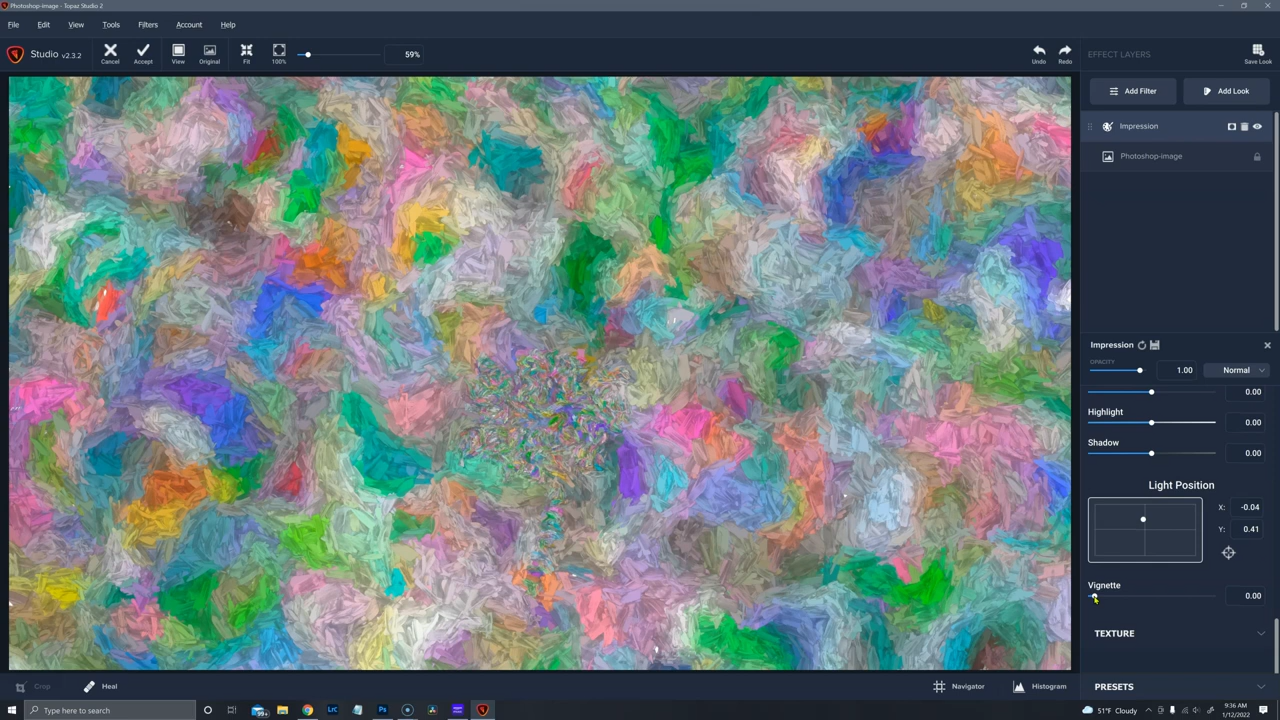 Photoshop-image - Topaz Studio 2
File Edit View Tools Filters Account Help
Studio v2.3.2 Cancel Accept View Original Fit 100% 59% Undo Redo EFFECT LAYERS Save Look
Add Filter Add Look
Impression
Photoshop-image
Impression
OPACITY 1.00 Normal
0.00
Highlight
0.00
Shadow
0.00
Light Position
X: -0.04
Y: 0.41
Vignette
0.00
TEXTURE
Crop Heal Navigator Histogram PRESETS
Type here to search 99+ 51°F Cloudy 9:36 AM
1/12/2022